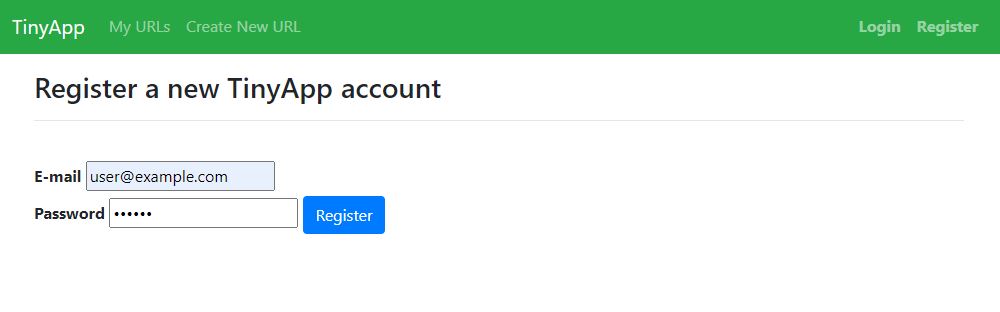 TinyApp My URLs Create New URL Login Register
Register a new TinyApp account
E-mail user@example.com
Password •••••• Register